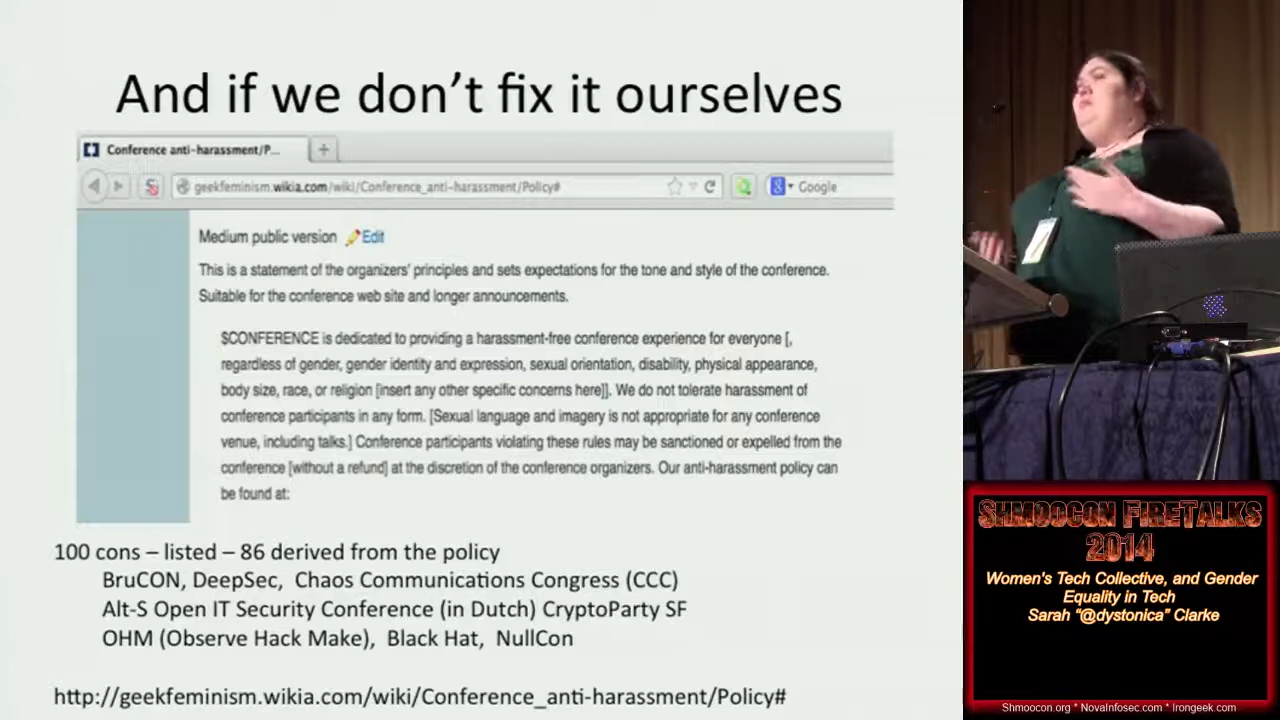 And if we don't fix it ourselves
Conference anti-harassment/P...
geekfeminism.wikia.com/wiki/Conference_anti-harassment/Policy#
Google
Medium public version Edit
This is a statement of the organizers' principles and sets expectations for the tone and style of the conference.
Suitable for the conference web site and longer announcements.
$CONFERENCE is dedicated to providing a harassment-free conference experience for everyone [,
regardless of gender, gender identity and expression, sexual orientation, disability, physical appearance,
body size, race, or religion [insert any other specific concerns here]]. We do not tolerate harassment of
conference participants in any form. [Sexual language and imagery is not appropriate for any conference
venue, including talks.] Conference participants violating these rules may be sanctioned or expelled from the
conference [without a refund] at the discretion of the conference organizers. Our anti-harassment policy can
be found at:
100 cons – listed – 86 derived from the policy
BruCON, DeepSec, Chaos Communications Congress (CCC)
Alt-S Open IT Security Conference (in Dutch) CryptoParty SF
OHM (Observe Hack Make), Black Hat, NullCon
http://geekfeminism.wikia.com/wiki/Conference_anti-harassment/Policy#
Shmoocon FireTalks
2014
Women's Tech Collective, and Gender
Equality in Tech
Sarah "@dystonica" Clarke
Shmoocon.org * NovaInfosec.com * Irongeek.com